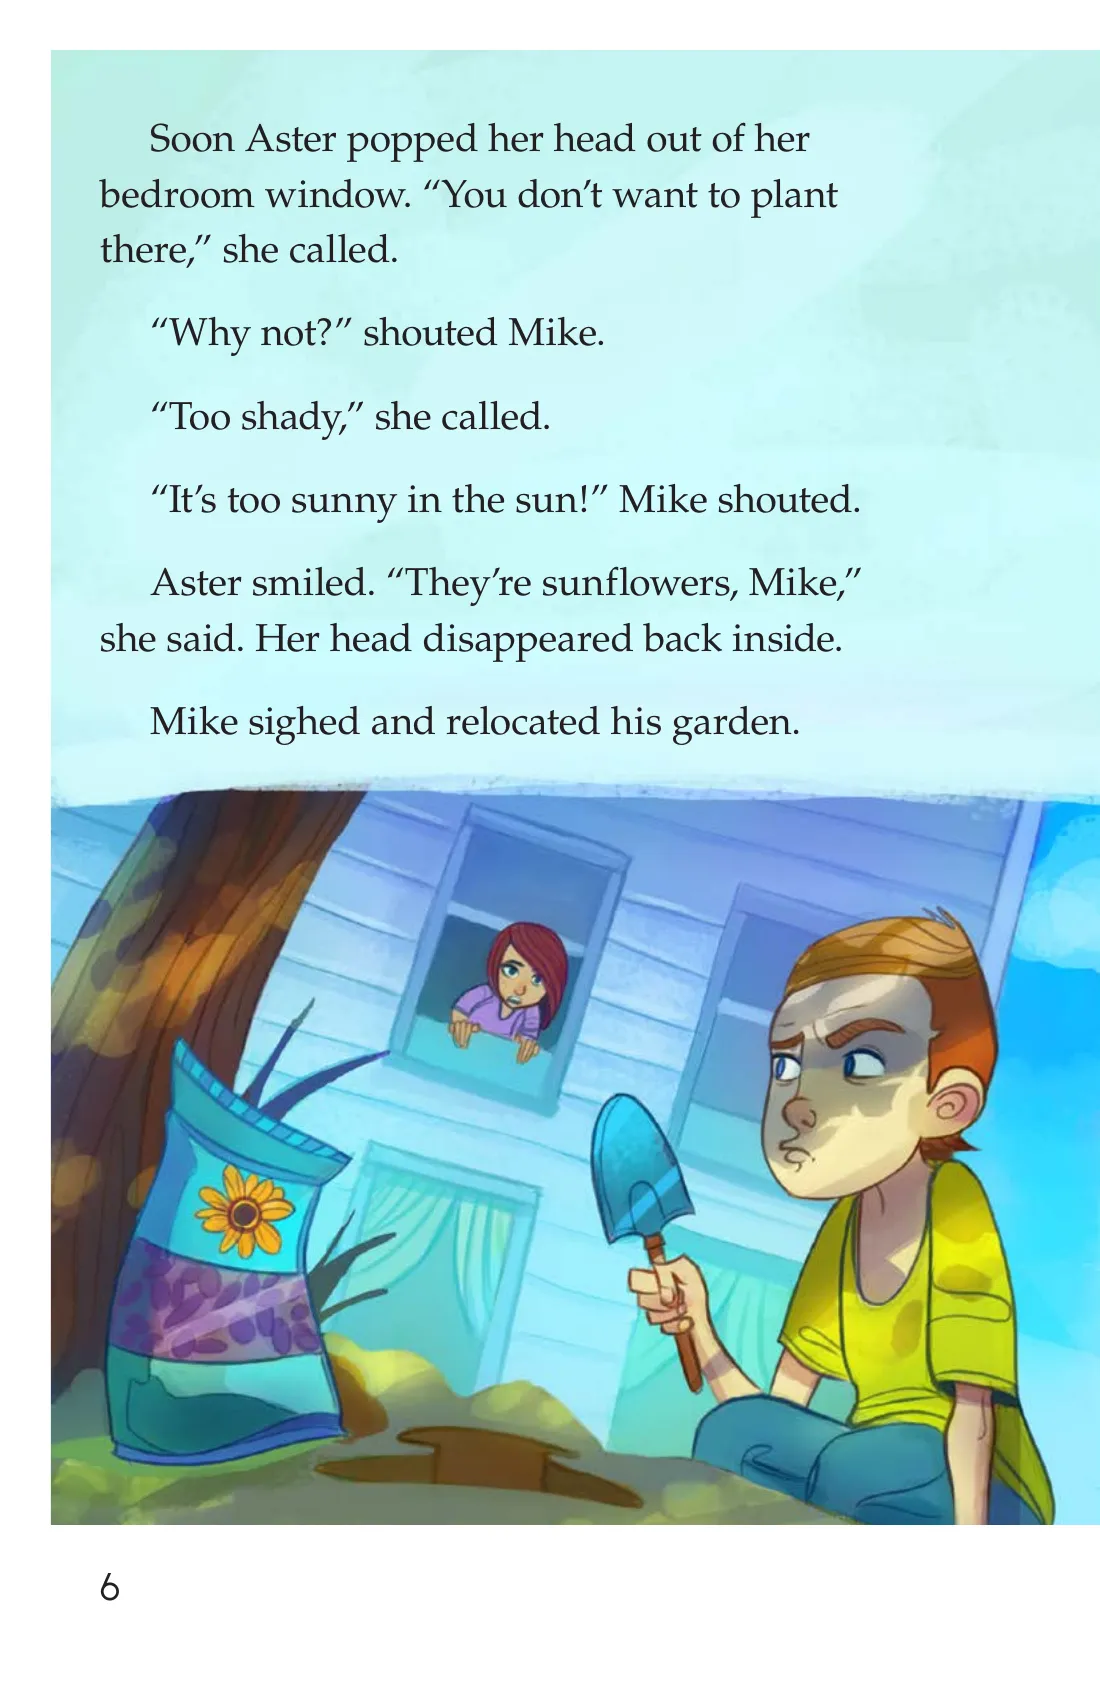 Soon Aster popped her head out of her
bedroom window. “You don’t want to plant
there,” she called.
“Why not?” shouted Mike.
“Too shady,” she called.
“It’s too sunny in the sun!” Mike shouted.
Aster smiled. “They’re sunflowers, Mike,”
she said. Her head disappeared back inside.
Mike sighed and relocated his garden.
6